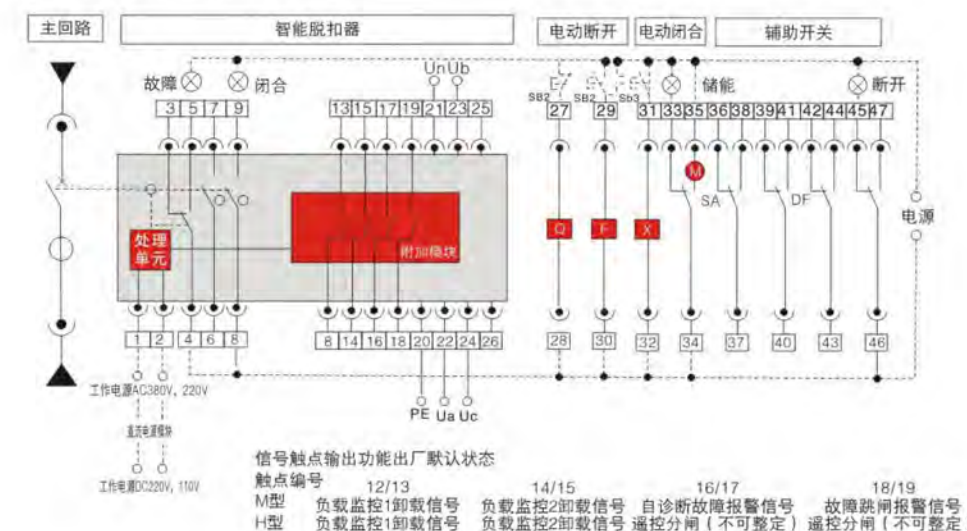 主回路 智能脱扣器 电动断开 电动闭合 辅助开关
Un Ub
故障 闭合 储能 断开
SB2 SB2 Sb3
3 5 7 9 13 15 17 19 21 23 25 27 29 31 33 35 36 38 39 41 42 44 45 47
M
SA DF
电源
Q F X
处理
单元
附加模块
1 2 4 6 8 8 14 16 18 20 22 24 26 28 30 32 34 37 40 43 46
工作电源AC380V, 220V
PE Ua Uc
直流电源模块
工作电源DC220V, 110V
信号触点输出功能出厂默认状态
触点编号 12/13 14/15 16/17 18/19
M型 负载监控1卸载信号 负载监控2卸载信号 自诊断故障报警信号 故障跳闸报警信号
H型 负载监控1卸载信号 负载监控2卸载信号 遥控分闸(不可整定) 遥控分闸(不可整定)